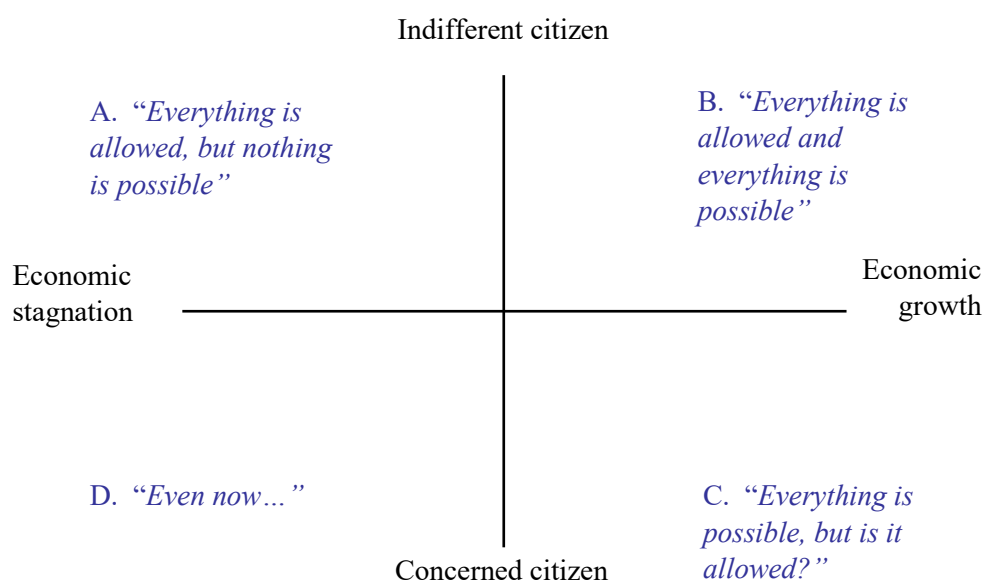 Indifferent citizen
A. “Everything is
allowed, but nothing
is possible”
B. “Everything is
allowed and
everything is
possible”
Economic
stagnation
Economic
growth
D. “Even now…”
C. “Everything is
possible, but is it
allowed?”
Concerned citizen